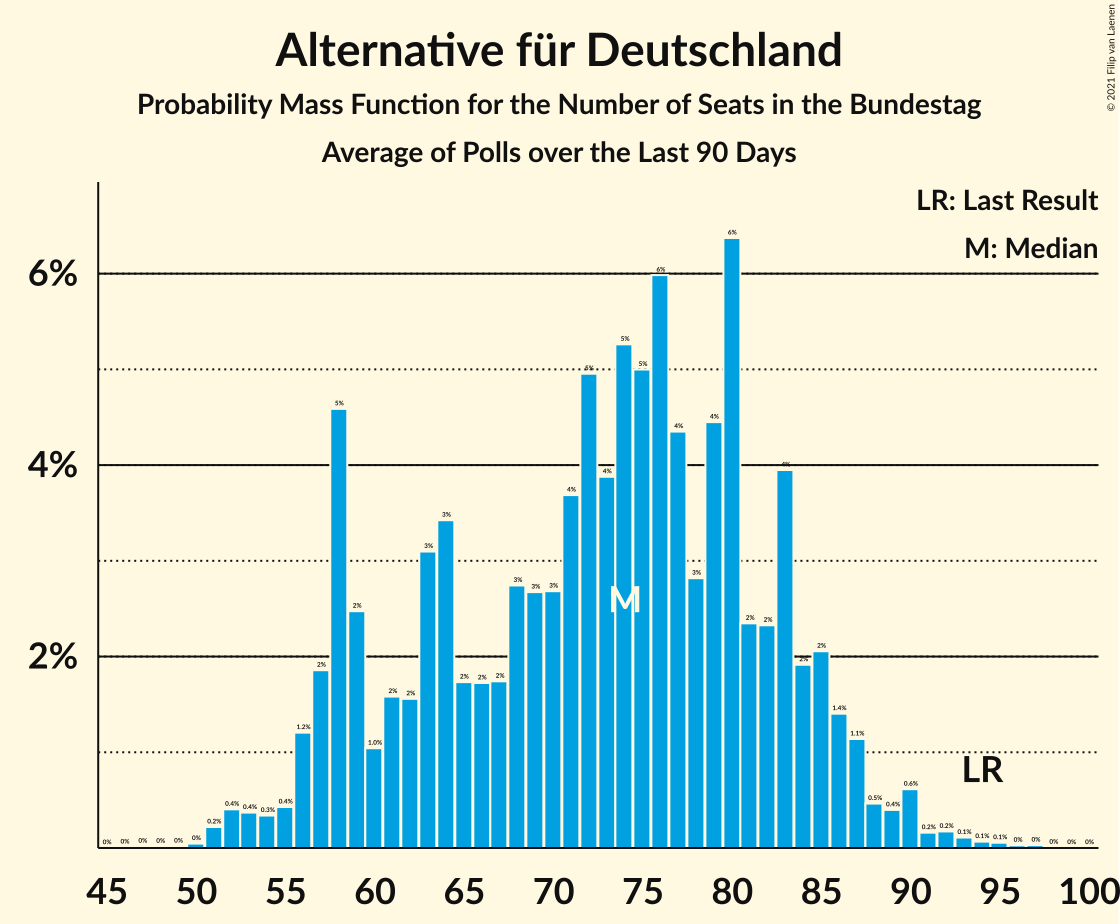 Alternative für Deutschland
Probability Mass Function for the Number of Seats in the Bundestag
Average of Polls over the Last 90 Days
© 2021 Filip van Laenen
LR: Last Result
M: Median
6%
4%
2%
0% 0% 0% 0% 0% 0% 0.2% 0.4% 0.4% 0.3% 0.4% 1.2% 2% 5% 2% 1.0% 2% 2% 3% 3% 2% 2% 2% 3% 3% 3% 4% 5% 4% 5% 5% 6% 4% 3% 4% 6% 2% 2% 4% 2% 2% 1.4% 1.1% 0.5% 0.4% 0.6% 0.2% 0.2% 0.1% 0.1% 0.1% 0% 0% 0% 0% 0%
M
LR
45 50 55 60 65 70 75 80 85 90 95 100